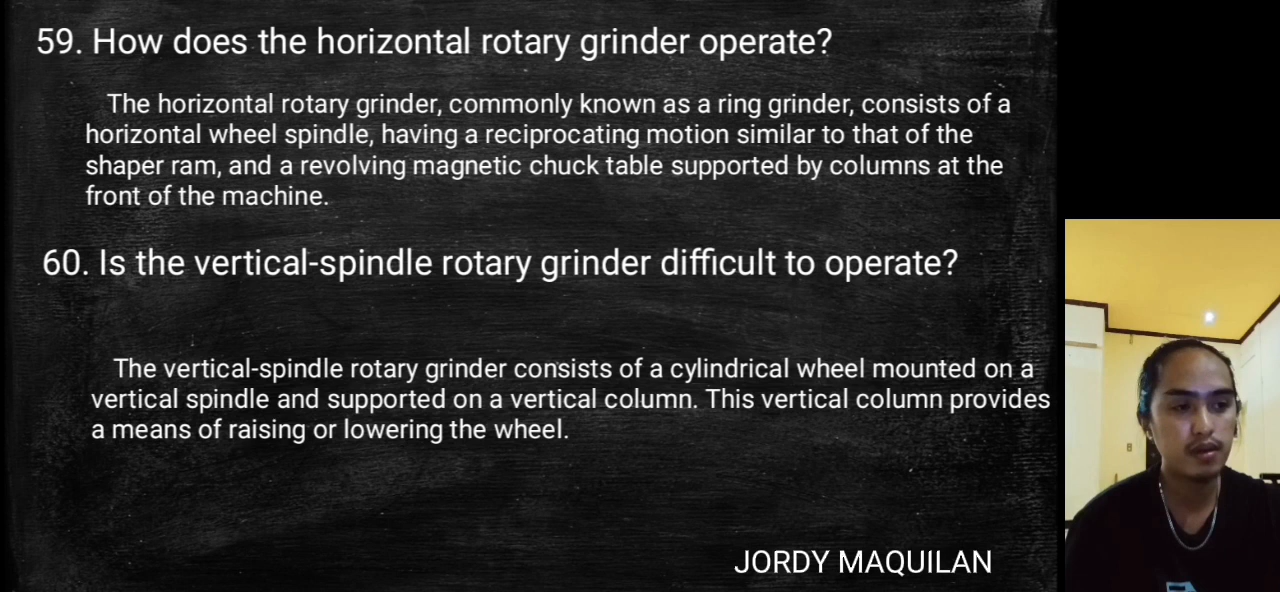 59. How does the horizontal rotary grinder operate?
The horizontal rotary grinder, commonly known as a ring grinder, consists of a
horizontal wheel spindle, having a reciprocating motion similar to that of the
shaper ram, and a revolving magnetic chuck table supported by columns at the
front of the machine.
60. Is the vertical-spindle rotary grinder difficult to operate?
The vertical-spindle rotary grinder consists of a cylindrical wheel mounted on a
vertical spindle and supported on a vertical column. This vertical column provides
a means of raising or lowering the wheel.
JORDY MAQUILAN